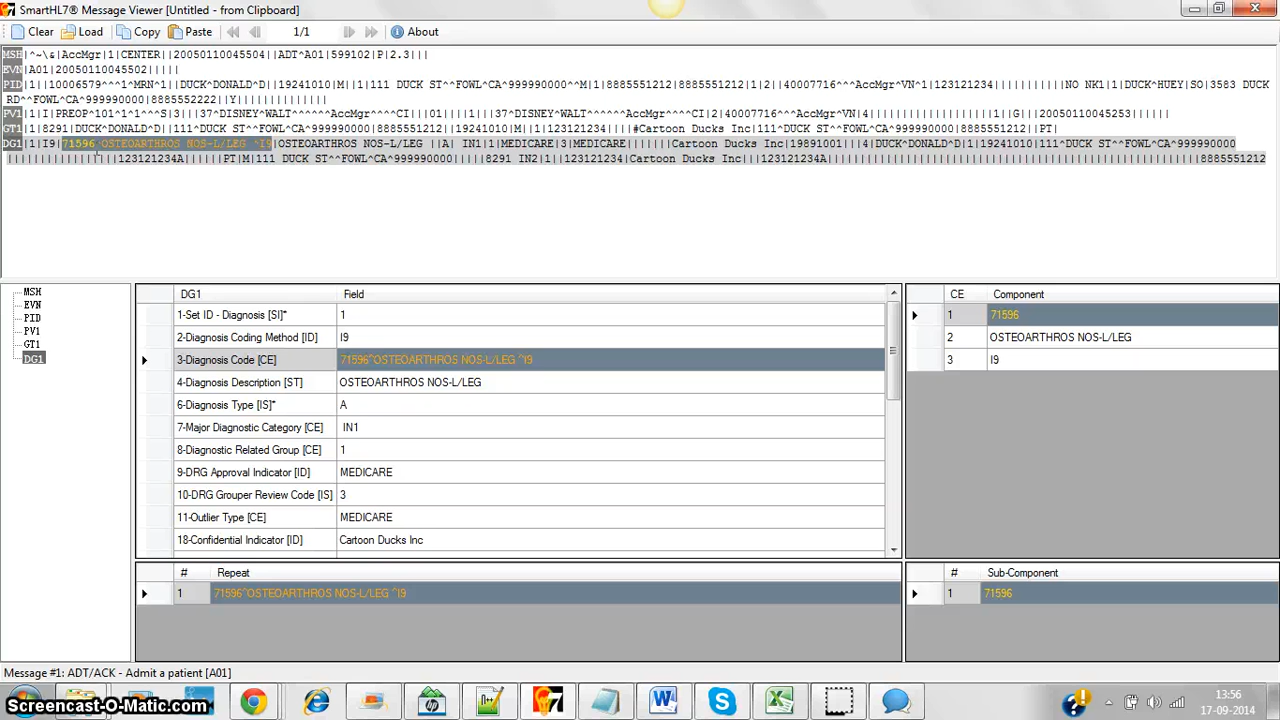 SmartHL7® Message Viewer [Untitled - from Clipboard]
Clear Load Copy Paste 1/1 About
MSH|^~\&|AccMgr|1|CENTER||20050110045504||ADT^A01|599102|P|2.3|||
EVN|A01|20050110045502|||||
PID|1||10006579^^^1^MRN^1||DUCK^DONALD^D||19241010|M||1|111 DUCK ST^^FOWL^CA^999990000^^M|1|8885551212|8885551212|1|2||40007716^^^AccMgr^VN^1|123121234|||||||||||NO NK1|1|DUCK^HUEY|SO|3583 DUCK
RD^^FOWL^CA^999990000|8885552222||Y||||||||||||||
PV1|1|I|PREOP^101^1^1^^^S|3|||37^DISNEY^WALT^^^^^^AccMgr^^^^CI|||01||||1|||37^DISNEY^WALT^^^^^^AccMgr^^^^CI|2|40007716^^^AccMgr^VN|4|||||||||||||||||||1||G|||20050110045253||||||
GT1|1|8291|DUCK^DONALD^D||111^DUCK ST^^FOWL^CA^999990000|8885551212||19241010|M||1|123121234||||#Cartoon Ducks Inc|111^DUCK ST^^FOWL^CA^999990000|8885551212||PT|
DG1|1|I9|71596^OSTEOARTHROS NOS-L/LEG ^I9|OSTEOARTHROS NOS-L/LEG ||A| IN1|1|MEDICARE|3|MEDICARE|||||||Cartoon Ducks Inc|19891001|||4|DUCK^DONALD^D|1|19241010|111^DUCK ST^^FOWL^CA^999990000
|||||||||||||||||123121234A||||||PT|M|111 DUCK ST^^FOWL^CA^999990000|||||8291 IN2|1||123121234|Cartoon Ducks Inc|||123121234A||||||||||||||||||||||||||||||||||||||||||||||||||||||||||||||8885551212
MSH
EVN
PID
PV1
GT1
DG1
DG1 Field
1-Set ID - Diagnosis [SI]* 1
2-Diagnosis Coding Method [ID] I9
3-Diagnosis Code [CE] 71596^OSTEOARTHROS NOS-L/LEG ^I9
4-Diagnosis Description [ST] OSTEOARTHROS NOS-L/LEG
6-Diagnosis Type [IS]* A
7-Major Diagnostic Category [CE] IN1
8-Diagnostic Related Group [CE] 1
9-DRG Approval Indicator [ID] MEDICARE
10-DRG Grouper Review Code [IS] 3
11-Outlier Type [CE] MEDICARE
18-Confidential Indicator [ID] Cartoon Ducks Inc
CE Component
1 71596
2 OSTEOARTHROS NOS-L/LEG
3 I9
# Repeat
1 71596^OSTEOARTHROS NOS-L/LEG ^I9
# Sub-Component
1 71596
Message #1: ADT/ACK - Admit a patient [A01]
Screencast-O-Matic.com
13:56
17-09-2014